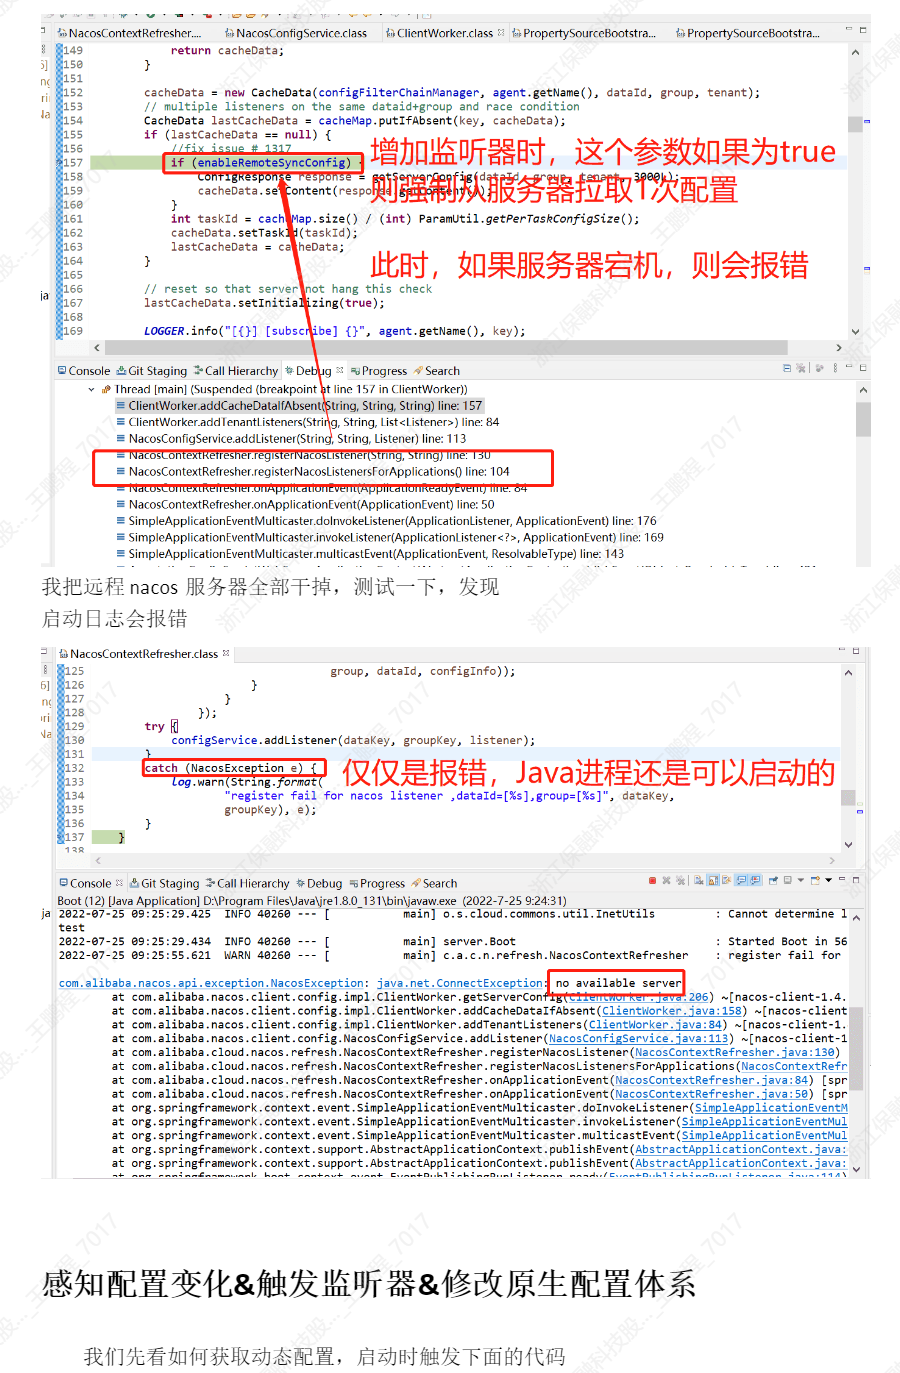 NacosContextRefresher.... NacosConfigService.class ClientWorker.class PropertySourceBootstra... PropertySourceBootstra...
149 return cacheData;
150 }
151
152 cacheData = new CacheData(configFilterChainManager, agent.getName(), dataId, group, tenant);
153 // multiple listeners on the same dataid+group and race condition
154 CacheData lastCacheData = cacheMap.putIfAbsent(key, cacheData);
155 if (lastCacheData == null) {
156 //fix issue # 1317
157 if (enableRemoteSyncConfig) {
增加监听器时，这个参数如果为true
158 ConfigResponse response = getServerConfig(dataId, group, tenant, 3000L);
159 cacheData.setContent(response.getContent());
则强制从服务器拉取1次配置
160 }
161 int taskId = cacheMap.size() / (int) ParamUtil.getPerTaskConfigSize();
162 cacheData.setTaskId(taskId);
163 lastCacheData = cacheData;
164 }
此时，如果服务器宕机，则会报错
165
166 // reset so that server not hang this check
167 lastCacheData.setInitializing(true);
168
169 LOGGER.info("[{}] [subscribe] {}", agent.getName(), key);
Console Git Staging Call Hierarchy Debug Progress Search
Thread [main] (Suspended (breakpoint at line 157 in ClientWorker))
ClientWorker.addCacheDataIfAbsent(String, String, String) line: 157
ClientWorker.addTenantListeners(String, String, List<Listener>) line: 84
NacosConfigService.addListener(String, String, Listener) line: 113
NacosContextRefresher.registerNacosListener(String, String) line: 130
NacosContextRefresher.registerNacosListenersForApplications() line: 104
NacosContextRefresher.onApplicationEvent(ApplicationReadyEvent) line: 84
NacosContextRefresher.onApplicationEvent(ApplicationEvent) line: 50
SimpleApplicationEventMulticaster.doInvokeListener(ApplicationListener, ApplicationEvent) line: 176
SimpleApplicationEventMulticaster.invokeListener(ApplicationListener<?>, ApplicationEvent) line: 169
SimpleApplicationEventMulticaster.multicastEvent(ApplicationEvent, ResolvableType) line: 143
我把远程 nacos 服务器全部干掉，测试一下，发现
启动日志会报错
NacosContextRefresher.class
125 group, dataId, configInfo));
126 }
127 }
128 });
129 try {
130 configService.addListener(dataKey, groupKey, listener);
131 }
132 catch (NacosException e) {
仅仅是报错，Java进程还是可以启动的
133 log.warn(String.format(
134 "register fail for nacos listener ,dataId=[%s],group=[%s]", dataKey,
135 groupKey), e);
136 }
137 }
138
Console Git Staging Call Hierarchy Debug Progress Search
Boot (12) [Java Application] D:\Program Files\Java\jre1.8.0_131\bin\javaw.exe (2022-7-25 9:24:31)
2022-07-25 09:25:29.425 INFO 40260 --- [ main] o.s.cloud.commons.util.InetUtils : Cannot determine l
test
2022-07-25 09:25:29.434 INFO 40260 --- [ main] server.Boot : Started Boot in 56
2022-07-25 09:25:55.621 WARN 40260 --- [ main] c.a.c.n.refresh.NacosContextRefresher : register fail for
com.alibaba.nacos.api.exception.NacosException: java.net.ConnectException: no available server
at com.alibaba.nacos.client.config.impl.ClientWorker.getServerConfig(ClientWorker.java:206) ~[nacos-client-1.4.
at com.alibaba.nacos.client.config.impl.ClientWorker.addCacheDataIfAbsent(ClientWorker.java:158) ~[nacos-client
at com.alibaba.nacos.client.config.impl.ClientWorker.addTenantListeners(ClientWorker.java:84) ~[nacos-client-1.
at com.alibaba.nacos.client.config.NacosConfigService.addListener(NacosConfigService.java:113) ~[nacos-client-1
at com.alibaba.cloud.nacos.refresh.NacosContextRefresher.registerNacosListener(NacosContextRefresher.java:130)
at com.alibaba.cloud.nacos.refresh.NacosContextRefresher.registerNacosListenersForApplications(NacosContextRefr
at com.alibaba.cloud.nacos.refresh.NacosContextRefresher.onApplicationEvent(NacosContextRefresher.java:84) [spr
at com.alibaba.cloud.nacos.refresh.NacosContextRefresher.onApplicationEvent(NacosContextRefresher.java:50) [spr
at org.springframework.context.event.SimpleApplicationEventMulticaster.doInvokeListener(SimpleApplicationEventM
at org.springframework.context.event.SimpleApplicationEventMulticaster.invokeListener(SimpleApplicationEventMul
at org.springframework.context.event.SimpleApplicationEventMulticaster.multicastEvent(SimpleApplicationEventMul
at org.springframework.context.support.AbstractApplicationContext.publishEvent(AbstractApplicationContext.java:
at org.springframework.context.support.AbstractApplicationContext.publishEvent(AbstractApplicationContext.java:
at org.springframework.boot.context.event.EventPublishingRunListener.ready(EventPublishingRunListener.java:114)
感知配置变化&触发监听器&修改原生配置体系
我们先看如何获取动态配置，启动时触发下面的代码